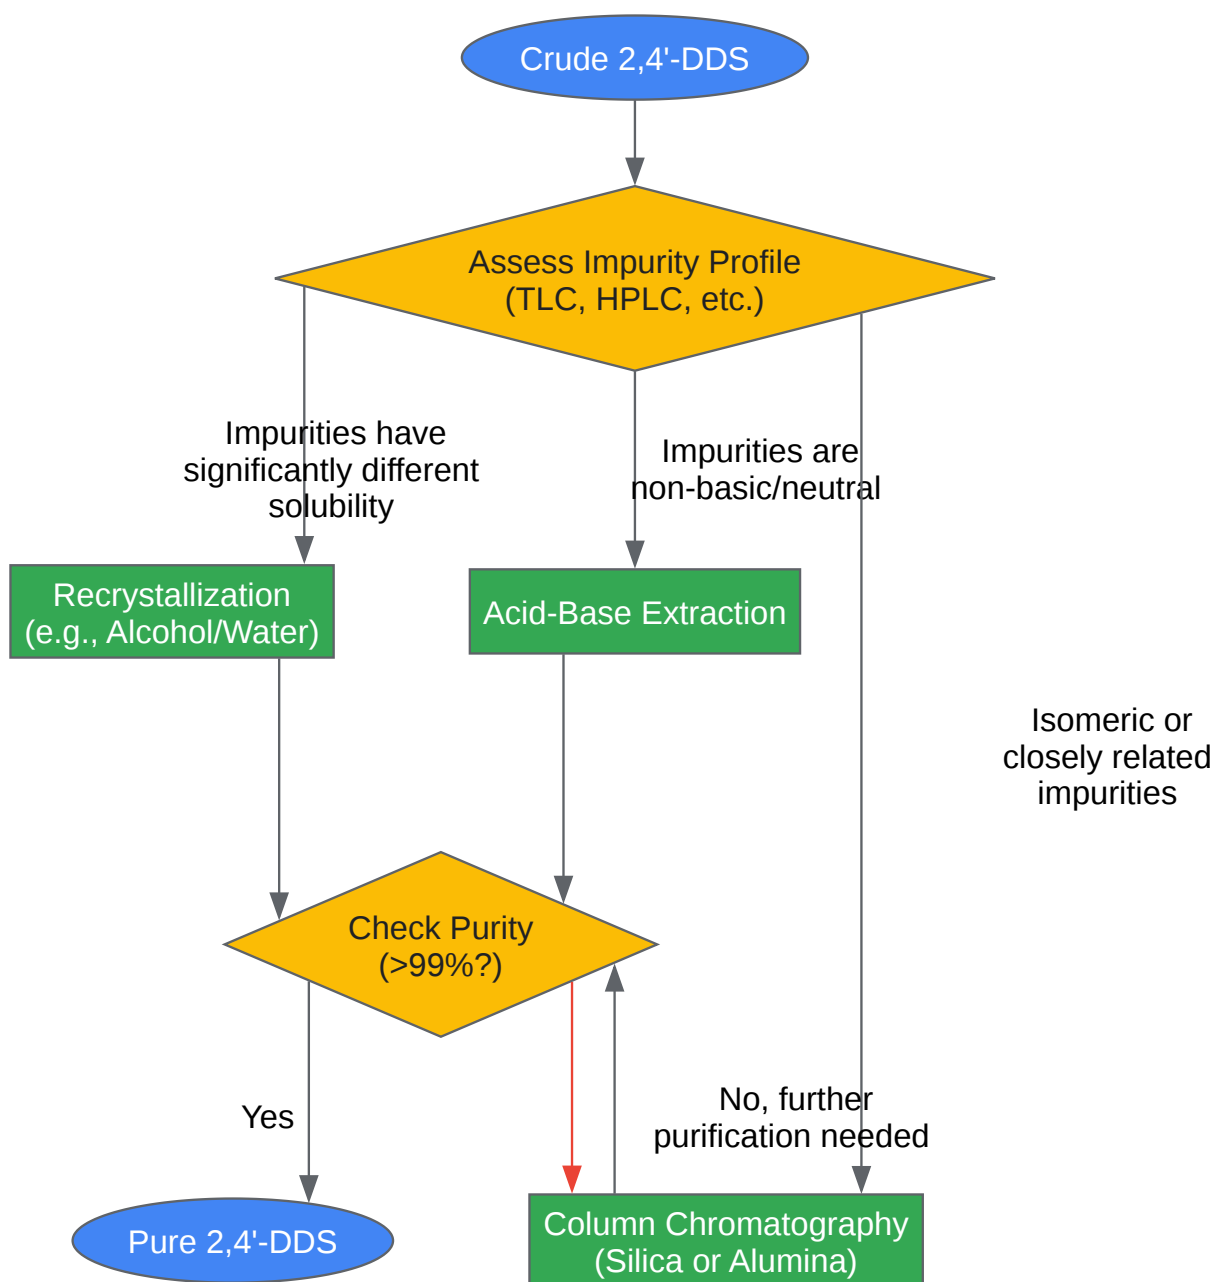 Crude 2,4'-DDS
Assess Impurity Profile
(TLC, HPLC, etc.)
Impurities have
significantly different
solubility
Impurities are
non-basic/neutral
Recrystallization
(e.g., Alcohol/Water)
Acid-Base Extraction
Isomeric or
closely related
impurities
Check Purity
(>99%?)
Yes
No, further
purification needed
Pure 2,4'-DDS
Column Chromatography
(Silica or Alumina)